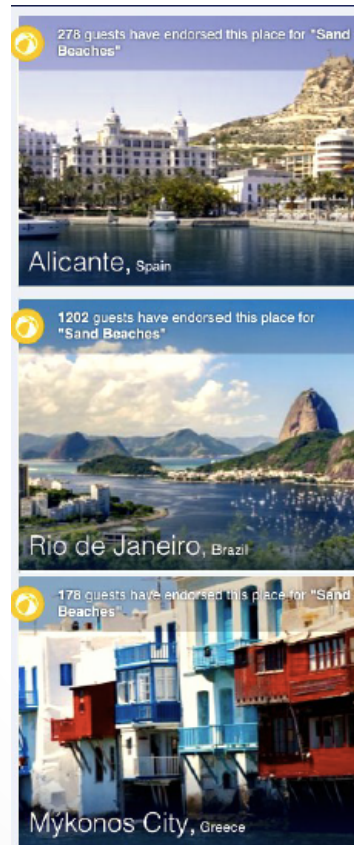 278 guests have endorsed this place for "Sand
Beaches"
Alicante, Spain
1202 guests have endorsed this place for
"Sand Beaches"
Rio de Janeiro, Brazil
178 guests have endorsed this place for "Sand
Beaches"
Mykonos City, Greece